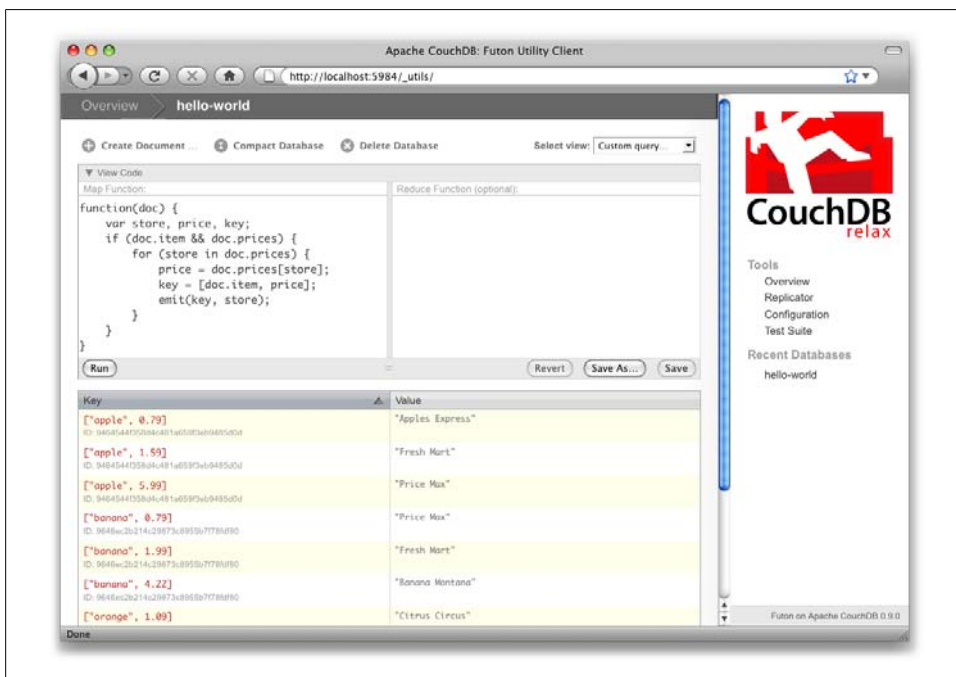 Apache CouchDB: Futon Utility Client
http://localhost:5984/_utils/
Overview hello-world
Create Document ... Compact Database Delete Database Select view: Custom query...
▼ View Code
Map Function: Reduce Function (optional):
function(doc) {
    var store, price, key;
    if (doc.item && doc.prices) {
        for (store in doc.prices) {
            price = doc.prices[store];
            key = [doc.item, price];
            emit(key, store);
        }
    }
}
Run Revert Save As... Save
Key Value
["apple", 0.79] "Apples Express"
["apple", 1.59] "Fresh Mart"
["apple", 5.99] "Price Max"
["banana", 0.79] "Price Max"
["banana", 1.99] "Fresh Mart"
["banana", 4.22] "Banana Montana"
["orange", 1.09] "Citrus Circus"
Done
CouchDB
relax
Tools
Overview
Replicator
Configuration
Test Suite
Recent Databases
hello-world
Futon on Apache CouchDB 0.9.0